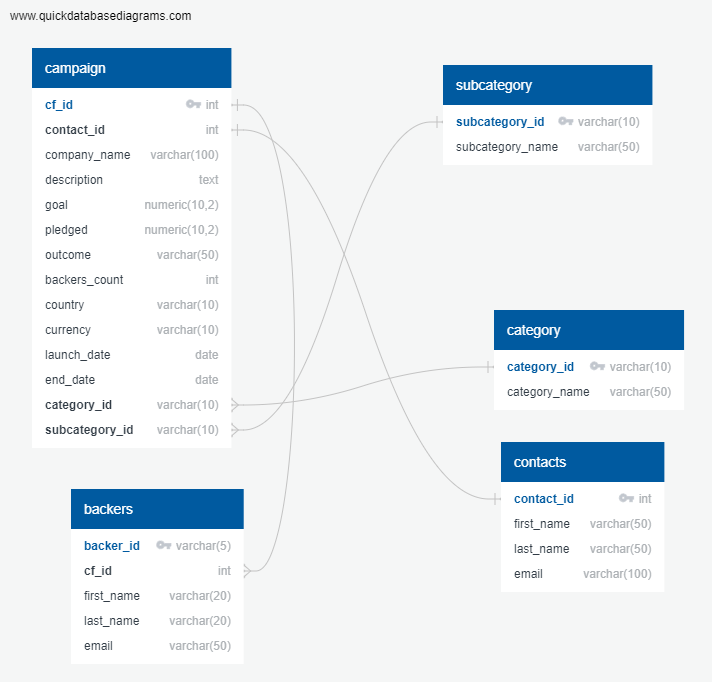 www.quickdatabasediagrams.com
campaign
cf_id int
contact_id int
company_name varchar(100)
description text
goal numeric(10,2)
pledged numeric(10,2)
outcome varchar(50)
backers_count int
country varchar(10)
currency varchar(10)
launch_date date
end_date date
category_id varchar(10)
subcategory_id varchar(10)
subcategory
subcategory_id varchar(10)
subcategory_name varchar(50)
category
category_id varchar(10)
category_name varchar(50)
contacts
contact_id int
first_name varchar(50)
last_name varchar(50)
email varchar(100)
backers
backer_id varchar(5)
cf_id int
first_name varchar(20)
last_name varchar(20)
email varchar(50)